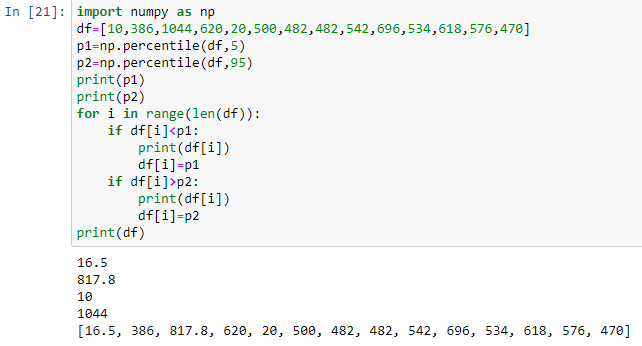 In [21]: import numpy as np
df=[10,386,1044,620,20,500,482,482,542,696,534,618,576,470]
p1=np.percentile(df,5)
p2=np.percentile(df,95)
print(p1)
print(p2)
for i in range(len(df)):
    if df[i]<p1:
        print(df[i])
        df[i]=p1
    if df[i]>p2:
        print(df[i])
        df[i]=p2
print(df)
16.5
817.8
10
1044
[16.5, 386, 817.8, 620, 20, 500, 482, 482, 542, 696, 534, 618, 576, 470]